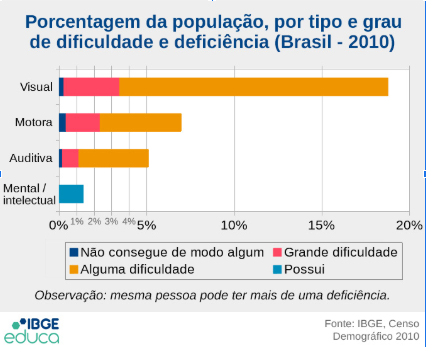 Porcentagem da população, por tipo e grau
de dificuldade e deficiência (Brasil - 2010)
Visual
Motora
Auditiva
Mental /
intelectual
0% 1% 2% 3% 4% 5% 10% 15% 20%
Não consegue de modo algum Grande dificuldade
Alguma dificuldade Possui
Observação: mesma pessoa pode ter mais de uma deficiência.
IBGE
educa
Fonte: IBGE, Censo
Demográfico 2010